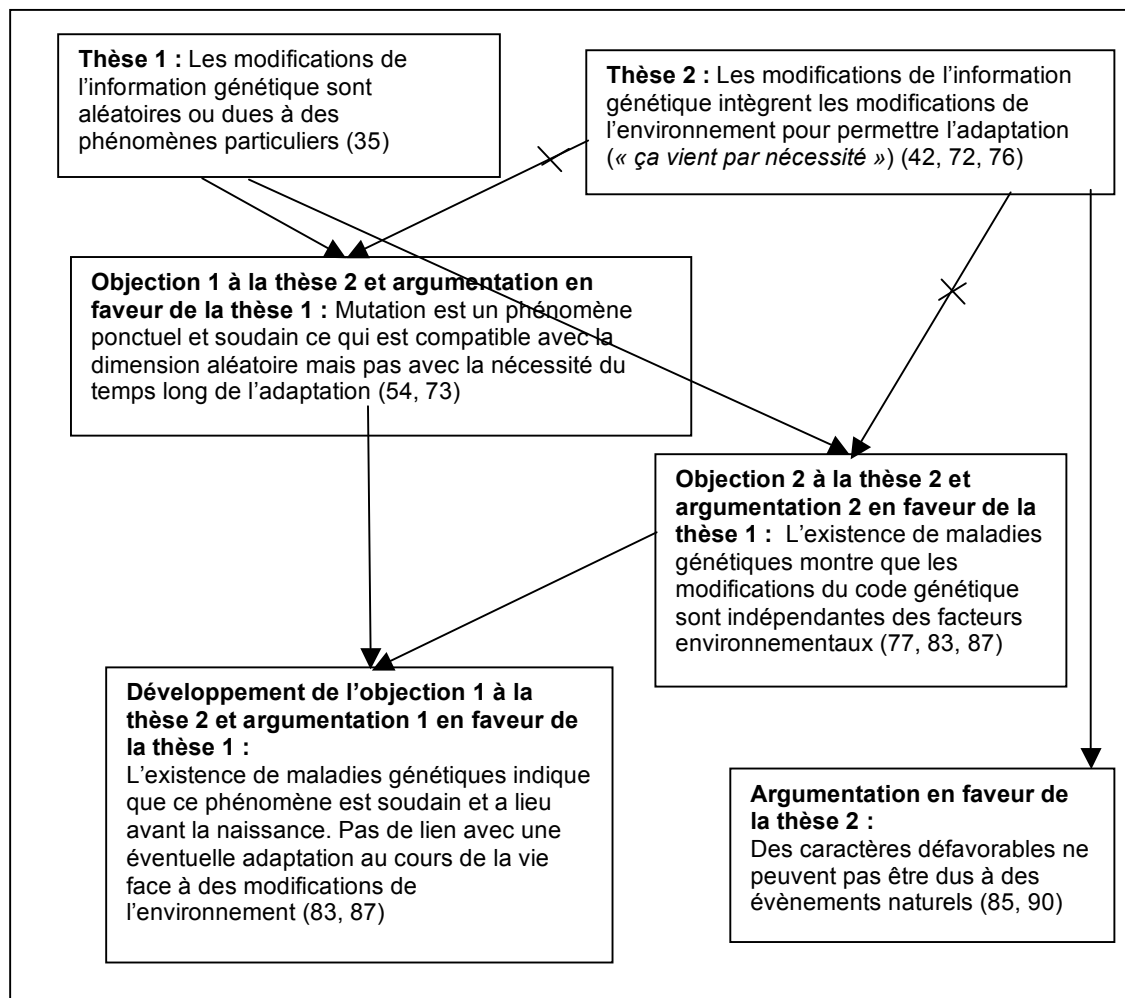 Thèse 1 : Les modifications de
l’information génétique sont
aléatoires ou dues à des
phénomènes particuliers (35)
Thèse 2 : Les modifications de l’information
génétique intègrent les modifications de
l’environnement pour permettre l’adaptation
(« ça vient par nécessité ») (42, 72, 76)
Objection 1 à la thèse 2 et argumentation en
faveur de la thèse 1 : Mutation est un phénomène
ponctuel et soudain ce qui est compatible avec la
dimension aléatoire mais pas avec la nécessité du
temps long de l’adaptation (54, 73)
Objection 2 à la thèse 2 et
argumentation 2 en faveur de la
thèse 1 : L’existence de maladies
génétiques montre que les
modifications du code génétique
sont indépendantes des facteurs
environnementaux (77, 83, 87)
Développement de l’objection 1 à la
thèse 2 et argumentation 1 en faveur de
la thèse 1 :
L’existence de maladies génétiques indique
que ce phénomène est soudain et a lieu
avant la naissance. Pas de lien avec une
éventuelle adaptation au cours de la vie
face à des modifications de
l’environnement (83, 87)
Argumentation en faveur de
la thèse 2 :
Des caractères défavorables ne
peuvent pas être dus à des
évènements naturels (85, 90)